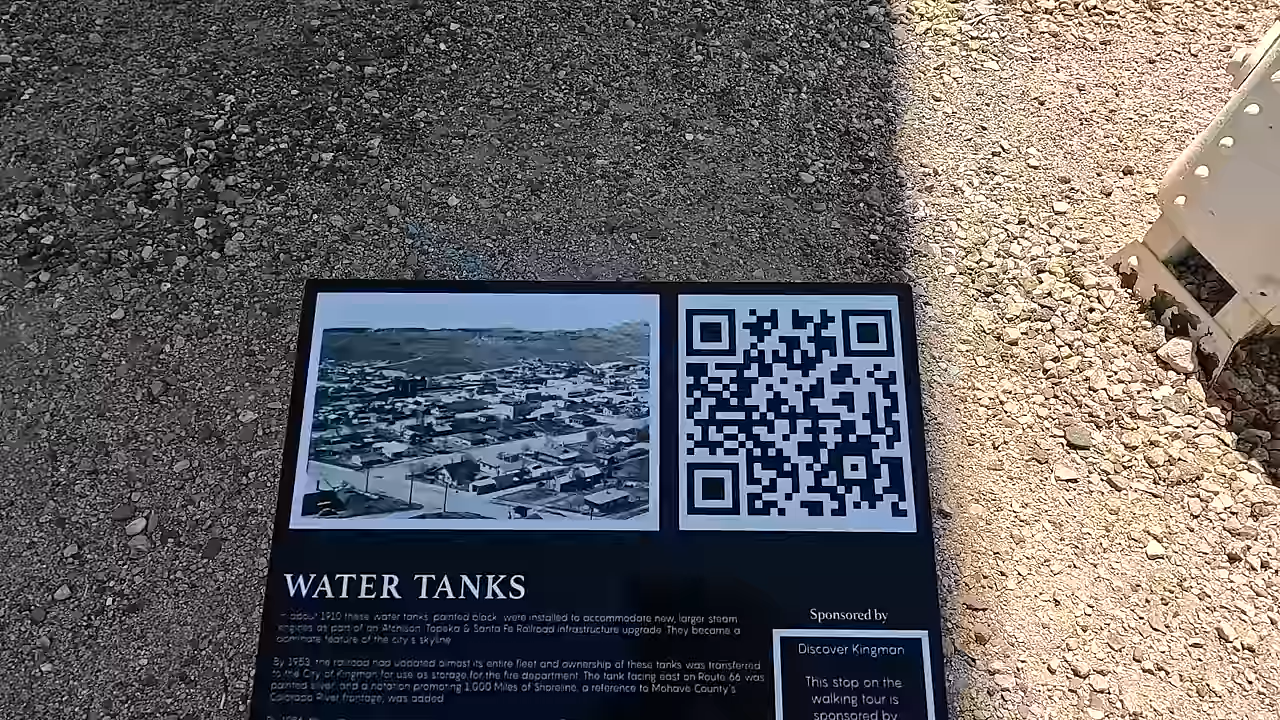 WATER TANKS
about 1910 these water tanks, painted black, were installed to accommodate new, larger steam
engines as part of an Atchison, Topeka & Santa Fe Railroad infrastructure upgrade. They became a
dominate feature of the city's skyline.
By 1953, the railroad had updated almost its entire fleet and ownership of these tanks was transferred
to the City of Kingman for use as storage for the fire department. The tank facing east on Route 66 was
painted silver, and a notation promoting 1,000 Miles of Shoreline, a reference to Mohave County's
Colorado River frontage, was added.
Sponsored by
Discover Kingman
This stop on the
walking tour is
sponsored by